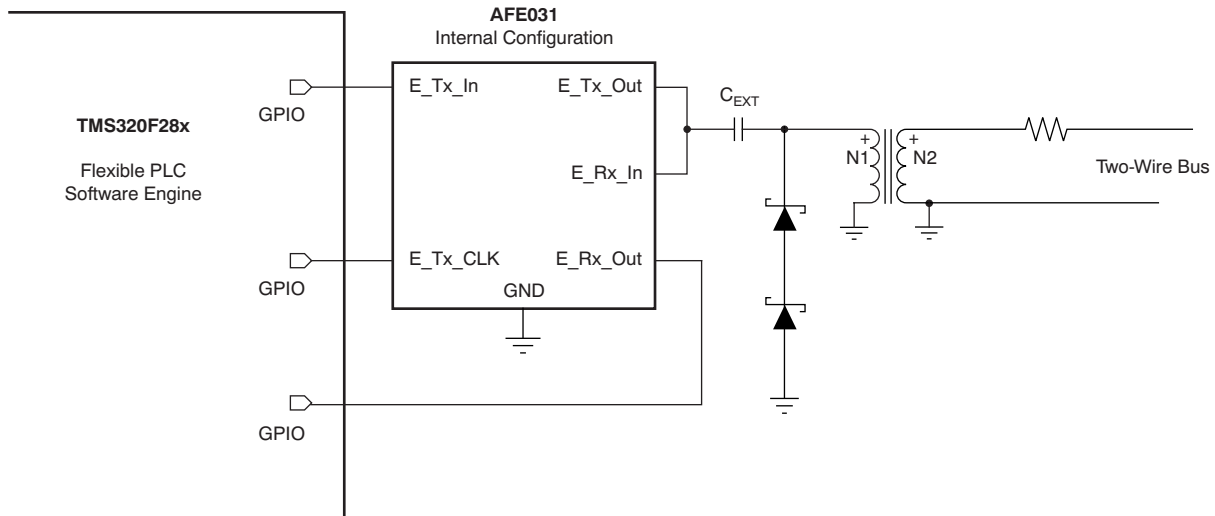 AFE031
Internal Configuration
E_Tx_In
E_Tx_Out
GPIO
TMS320F28x
Flexible PLC
Software Engine
C_EXT
+
N1
+
N2
Two-Wire Bus
E_Rx_In
E_Tx_CLK
E_Rx_Out
GPIO
GND
GPIO